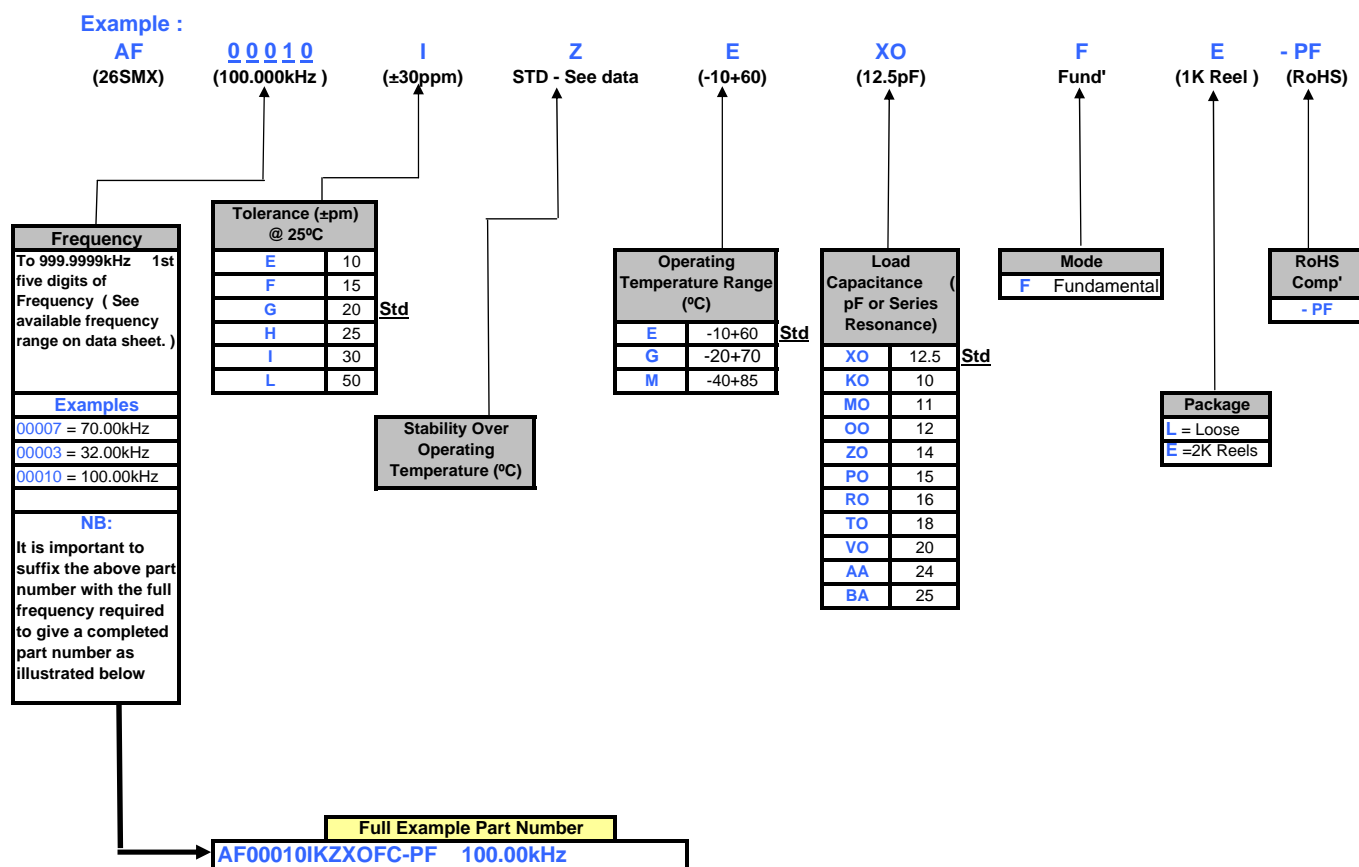 Example :
AF 0 0 0 1 0 I Z E XO F E - PF
(26SMX) (100.000kHz ) (±30ppm) STD - See data (-10+60) (12.5pF) Fund' (1K Reel ) (RoHS)
Frequency
To 999.9999kHz 1st
five digits of
Frequency ( See
available frequency
range on data sheet. )
Examples
00007 = 70.00kHz
00003 = 32.00kHz
00010 = 100.00kHz
NB:
It is important to
suffix the above part
number with the full
frequency required
to give a completed
part number as
illustrated below
Tolerance (±pm)
@ 25ºC
E 10
F 15
G 20 Std
H 25
I 30
L 50
Stability Over
Operating
Temperature (ºC)
Operating
Temperature Range
(ºC)
E -10+60 Std
G -20+70
M -40+85
Load
Capacitance (
pF or Series
Resonance)
XO 12.5 Std
KO 10
MO 11
OO 12
ZO 14
PO 15
RO 16
TO 18
VO 20
AA 24
BA 25
Mode
F Fundamental
Package
L = Loose
E =2K Reels
RoHS
Comp'
- PF
Full Example Part Number
AF00010IKZXOFC-PF 100.00kHz